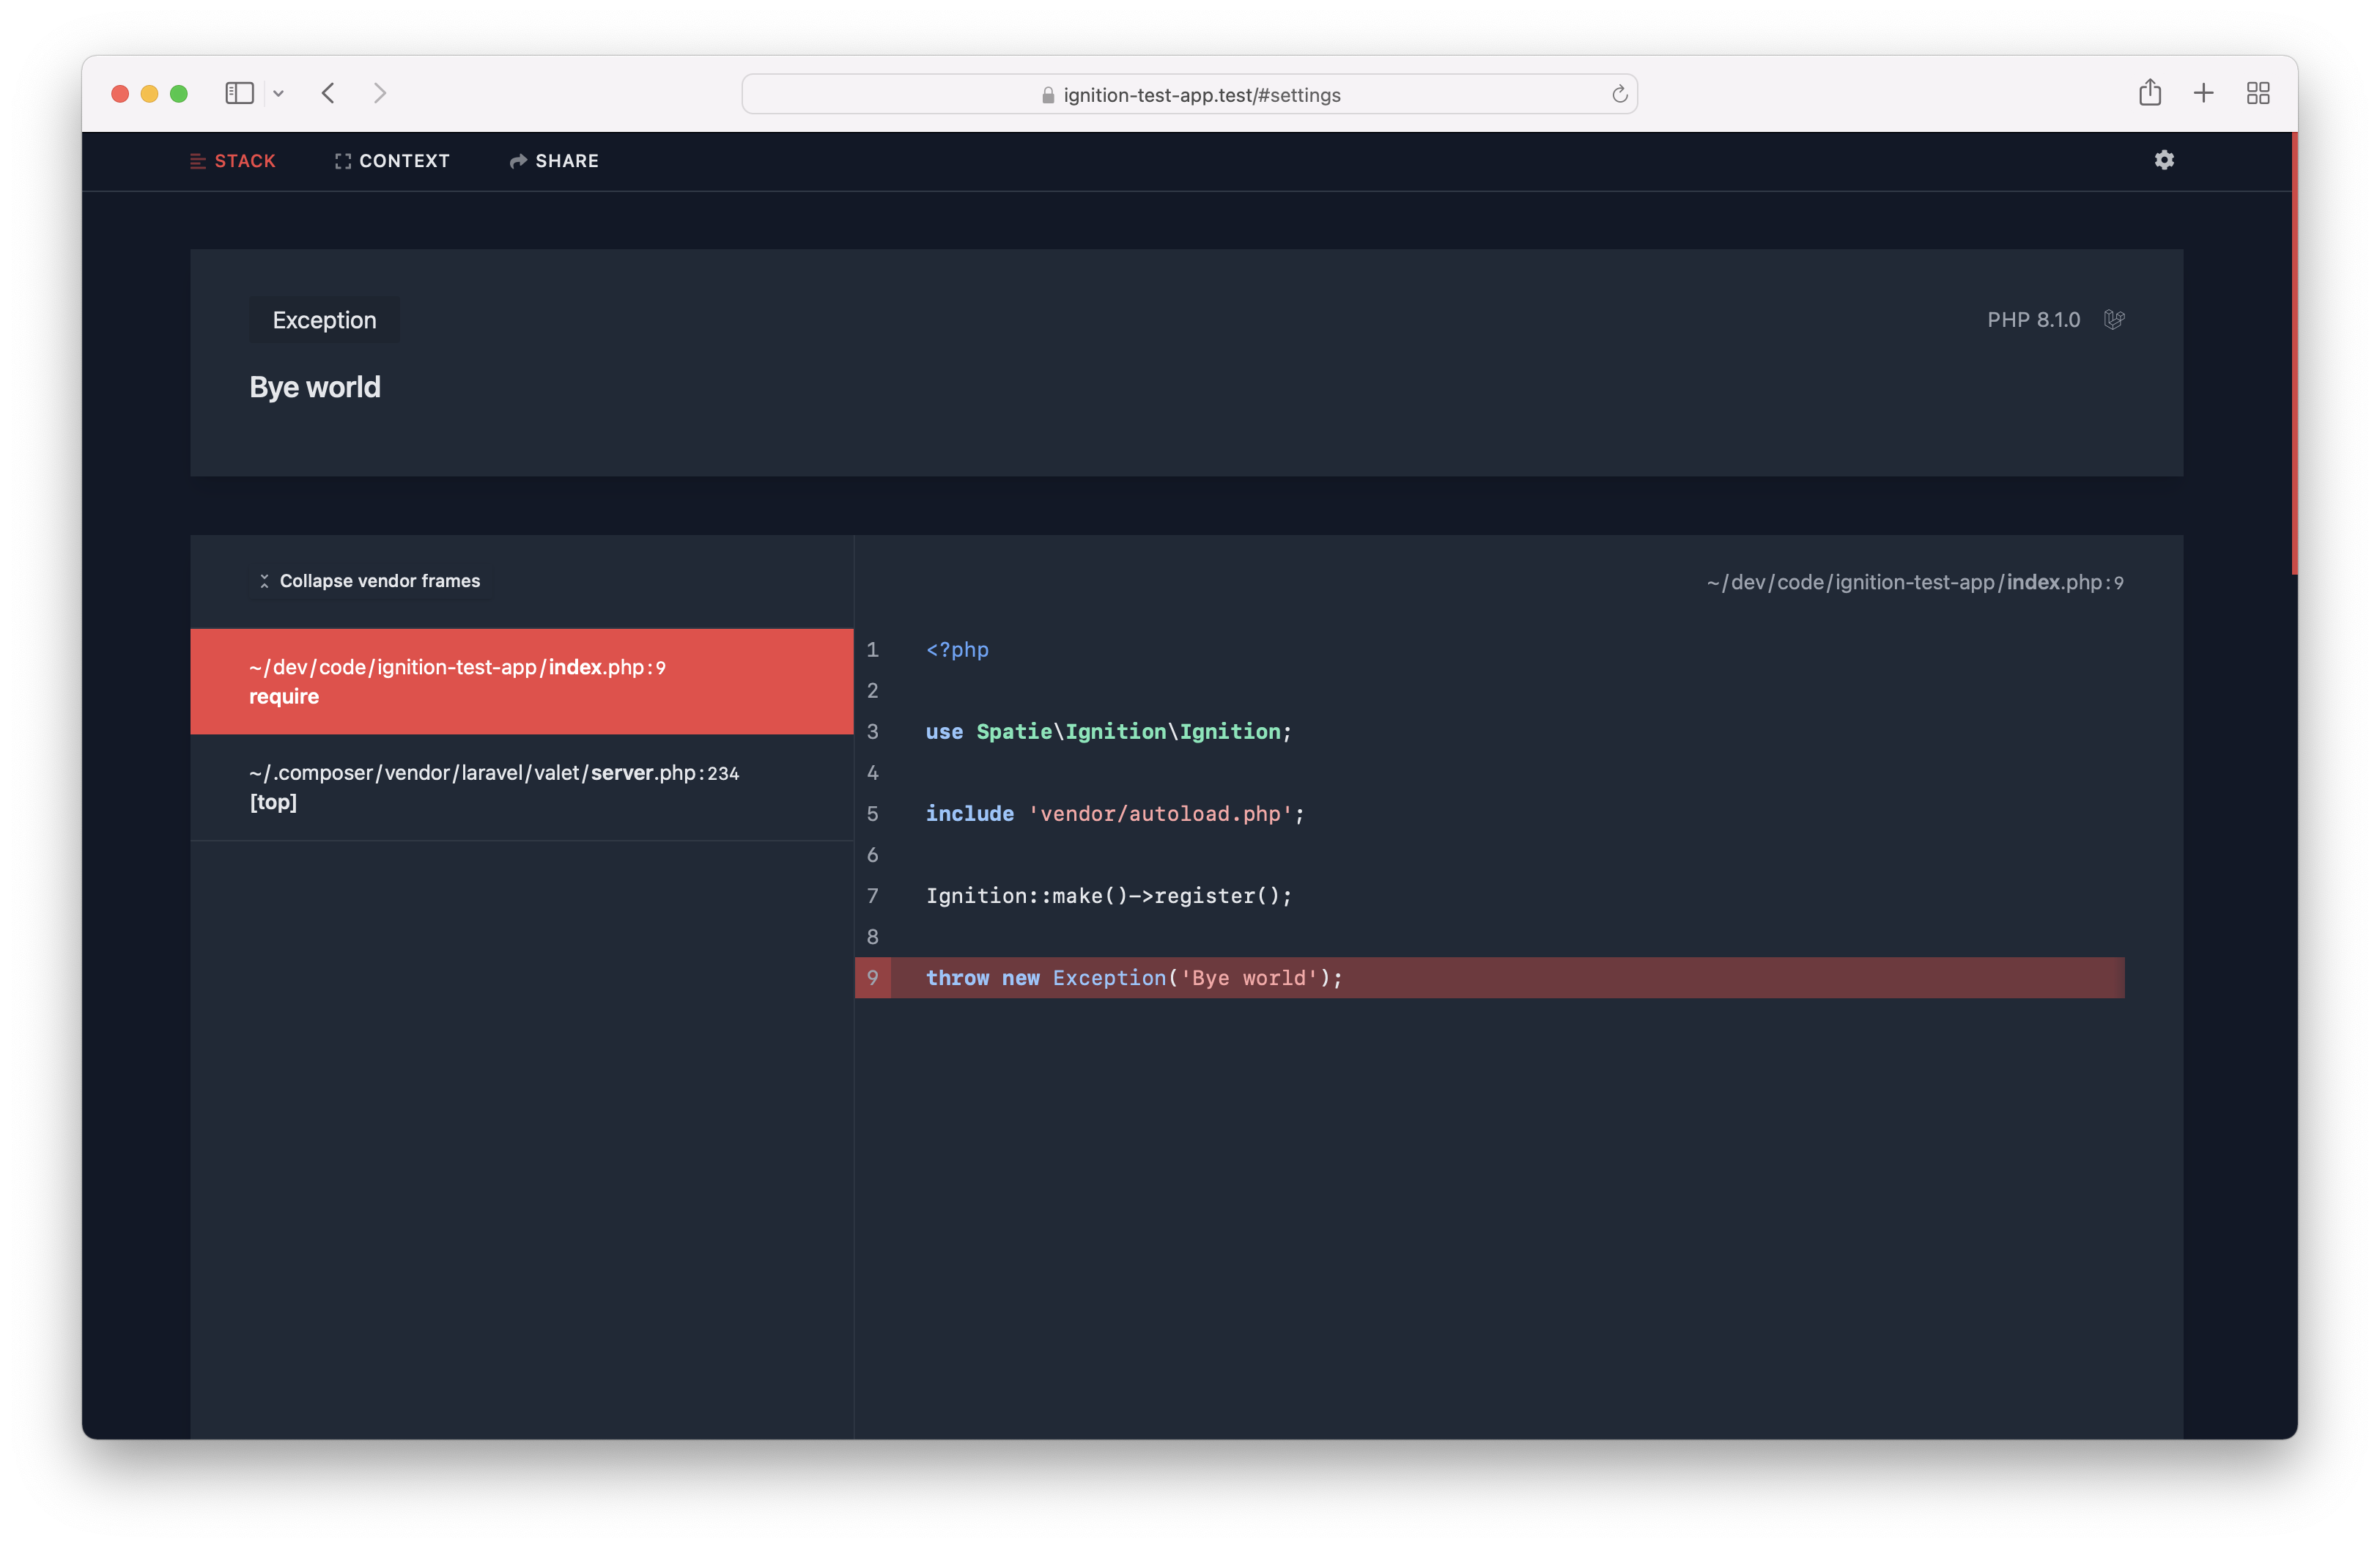 ignition-test-app.test/#settings
STACK CONTEXT SHARE
Exception
PHP 8.1.0
Bye world
Collapse vendor frames
~/dev/code/ignition-test-app/index.php:9
require
~/.composer/vendor/laravel/valet/server.php:234
[top]
~/dev/code/ignition-test-app/index.php:9
1 <?php
2
3 use Spatie\Ignition\Ignition;
4
5 include 'vendor/autoload.php';
6
7 Ignition::make()->register();
8
9 throw new Exception('Bye world');